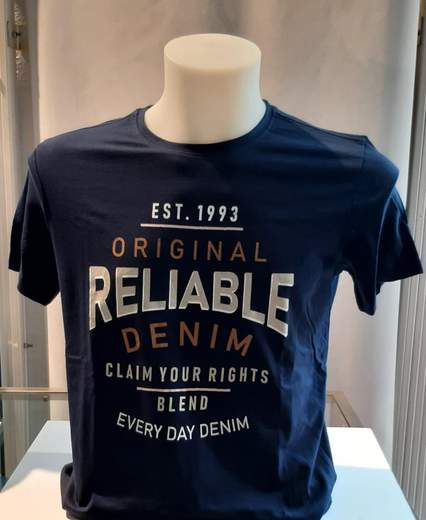 EST. 1993
ORIGINAL
RELIABLE
DENIM
CLAIM YOUR RIGHTS
BLEND
EVERY DAY DENIM